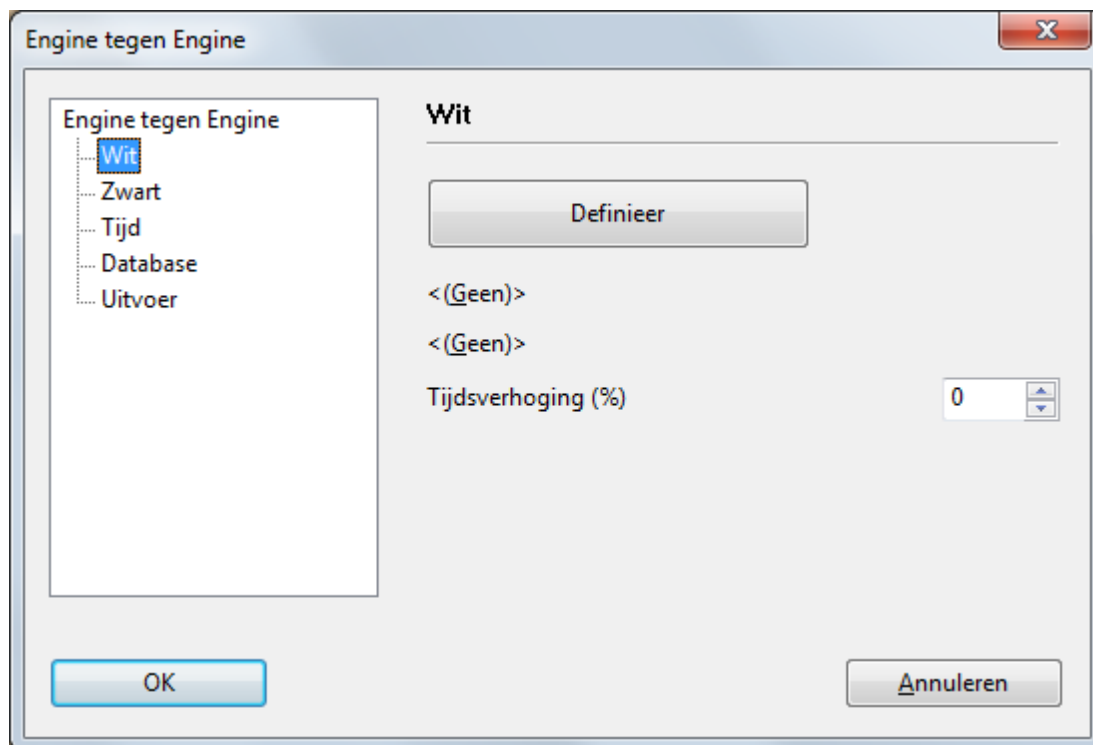 Engine tegen Engine
Engine tegen Engine
Wit
Zwart
Tijd
Database
Uitvoer
Wit
Definieer
<(Geen)>
<(Geen)>
Tijdsverhoging (%) 0
OK
Annuleren